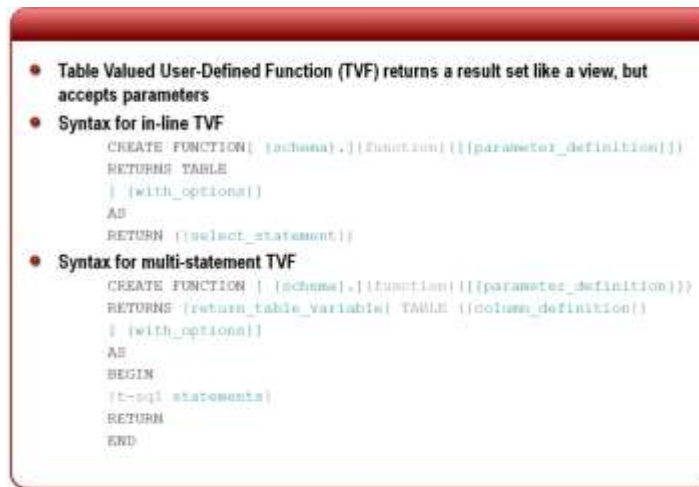 Table Valued User-Defined Function (TVF) returns a result set like a view, but
accepts parameters
Syntax for in-line TVF
CREATE FUNCTION[ {schema}.]{function}([{parameter_definition}])
RETURNS TABLE
[ {with_options}]
AS
RETURN ({select_statement})
Syntax for multi-statement TVF
CREATE FUNCTION [ {schema}.]{function}([{parameter_definition}])
RETURNS {return_table_variable} TABLE ({column_definition})
[ {with_options}]
AS
BEGIN
{t-sql statements}
RETURN
END